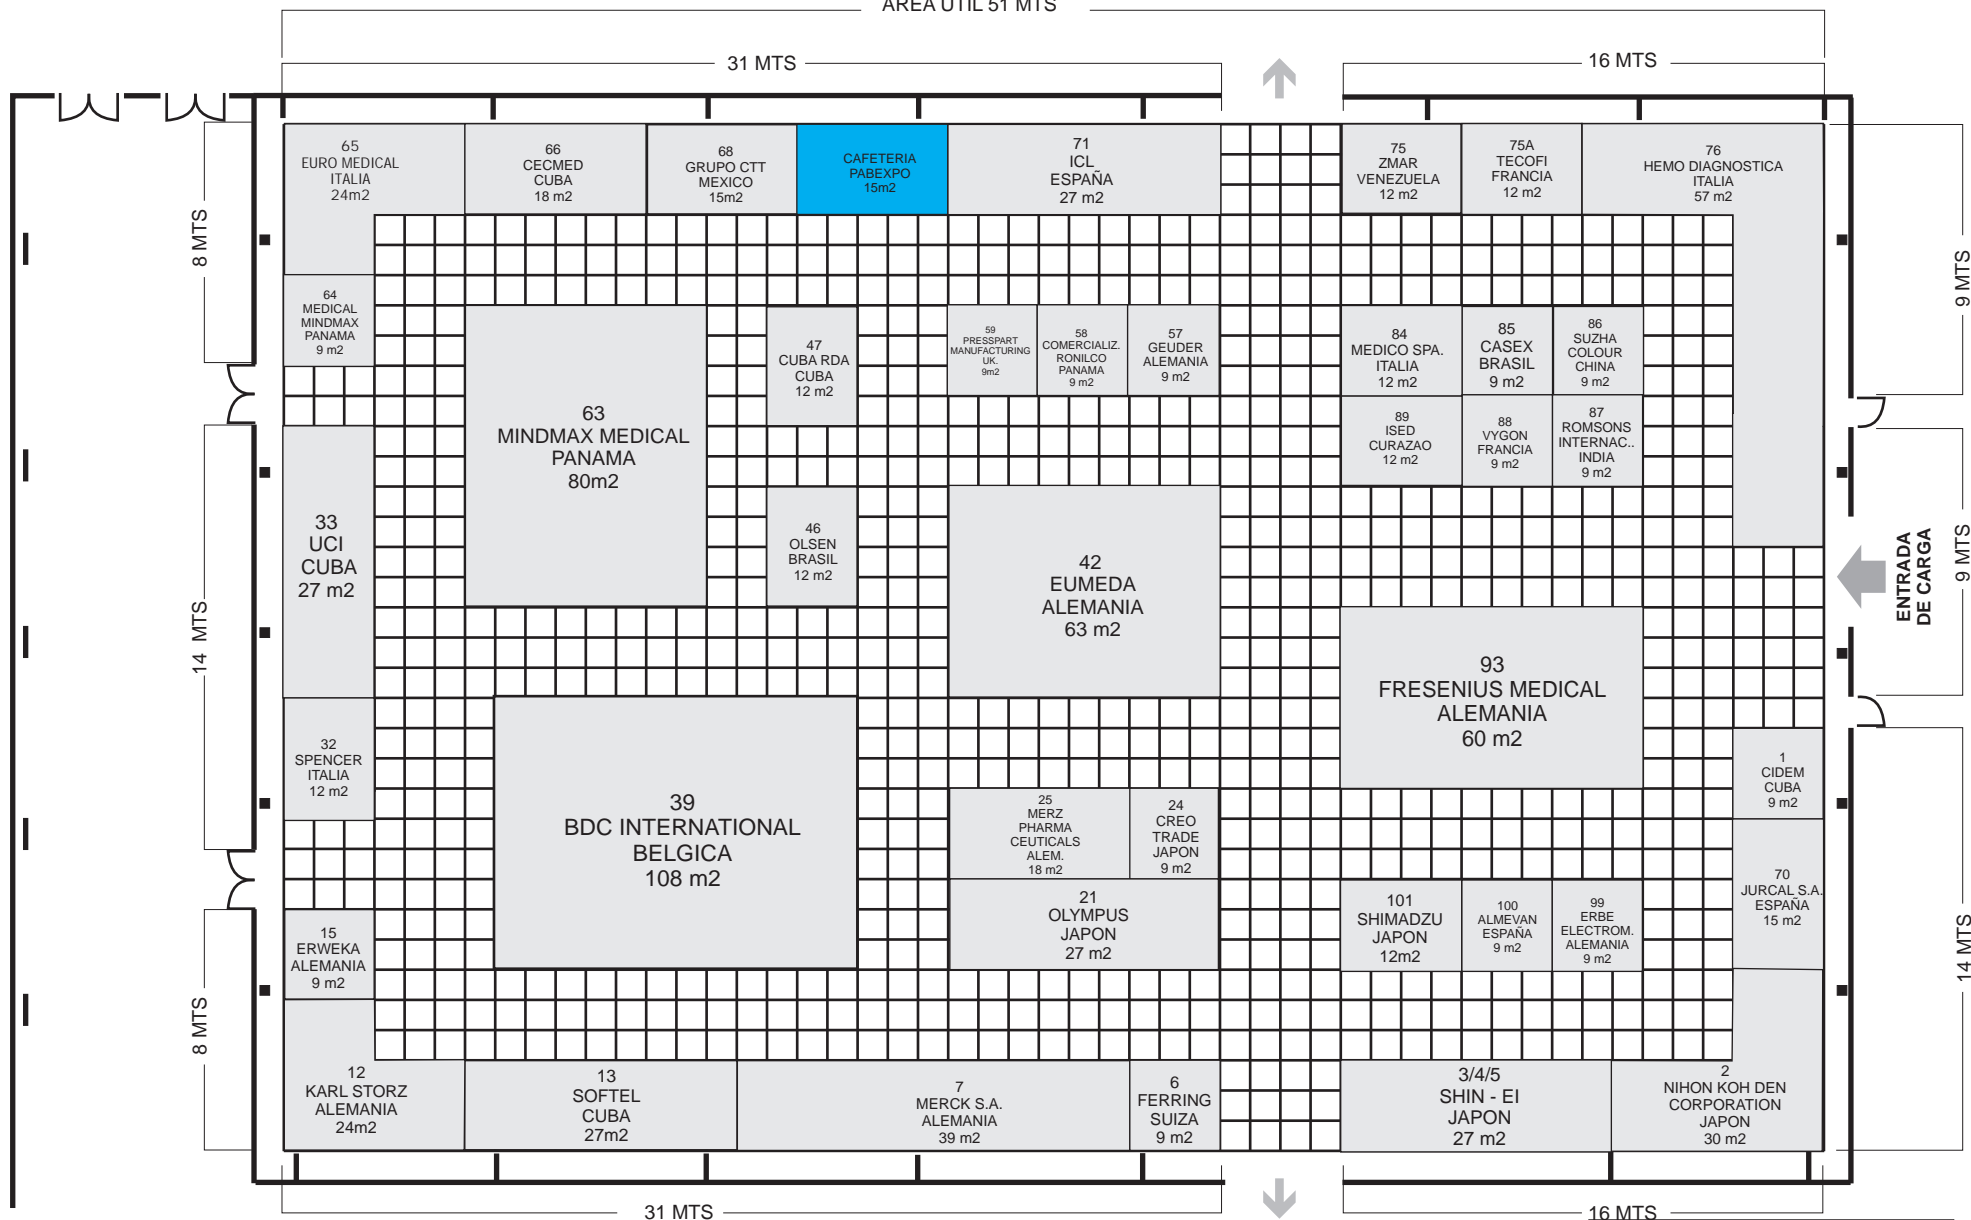 AREA UTIL 51 MTS
31 MTS
16 MTS
65
EURO MEDICAL
ITALIA
24m2
66
CECMED
CUBA
18 m2
68
GRUPO CTT
MEXICO
15m2
CAFETERIA
PABEXPO
15m2
71
ICL
ESPAÑA
27 m2
75
ZMAR
VENEZUELA
12 m2
75A
TECOFI
FRANCIA
12 m2
76
HEMO DIAGNOSTICA
ITALIA
57 m2
8 MTS
9 MTS
64
MEDICAL
MINDMAX
PANAMA
9 m2
63
MINDMAX MEDICAL
PANAMA
80m2
47
CUBA RDA
CUBA
12 m2
59
PRESSPART
MANUFACTURING
UK.
9m2
58
COMERCIALIZ.
RONILCO
PANAMA
9 m2
57
GEUDER
ALEMANIA
9 m2
84
MEDICO SPA.
ITALIA
12 m2
85
CASEX
BRASIL
9 m2
86
SUZHA
COLOUR
CHINA
9 m2
89
ISED
CURAZAO
12 m2
88
VYGON
FRANCIA
9 m2
87
ROMSONS
INTERNAC..
INDIA
9 m2
33
UCI
CUBA
27 m2
46
OLSEN
BRASIL
12 m2
42
EUMEDA
ALEMANIA
63 m2
ENTRADA
DE CARGA
9 MTS
14 MTS
93
FRESENIUS MEDICAL
ALEMANIA
60 m2
32
SPENCER
ITALIA
12 m2
39
BDC INTERNATIONAL
BELGICA
108 m2
25
MERZ
PHARMA
CEUTICALS
ALEM.
18 m2
24
CREO
TRADE
JAPON
9 m2
1
CIDEM
CUBA
9 m2
21
OLYMPUS
JAPON
27 m2
101
SHIMADZU
JAPON
12m2
100
ALMEVAN
ESPAÑA
9 m2
99
ERBE
ELECTROM.
ALEMANIA
9 m2
70
JURCAL S.A.
ESPAÑA
15 m2
15
ERWEKA
ALEMANIA
9 m2
14 MTS
8 MTS
12
KARL STORZ
ALEMANIA
24m2
13
SOFTEL
CUBA
27m2
7
MERCK S.A.
ALEMANIA
39 m2
6
FERRING
SUIZA
9 m2
3/4/5
SHIN - EI
JAPON
27 m2
2
NIHON KOH DEN
CORPORATION
JAPON
30 m2
31 MTS
16 MTS